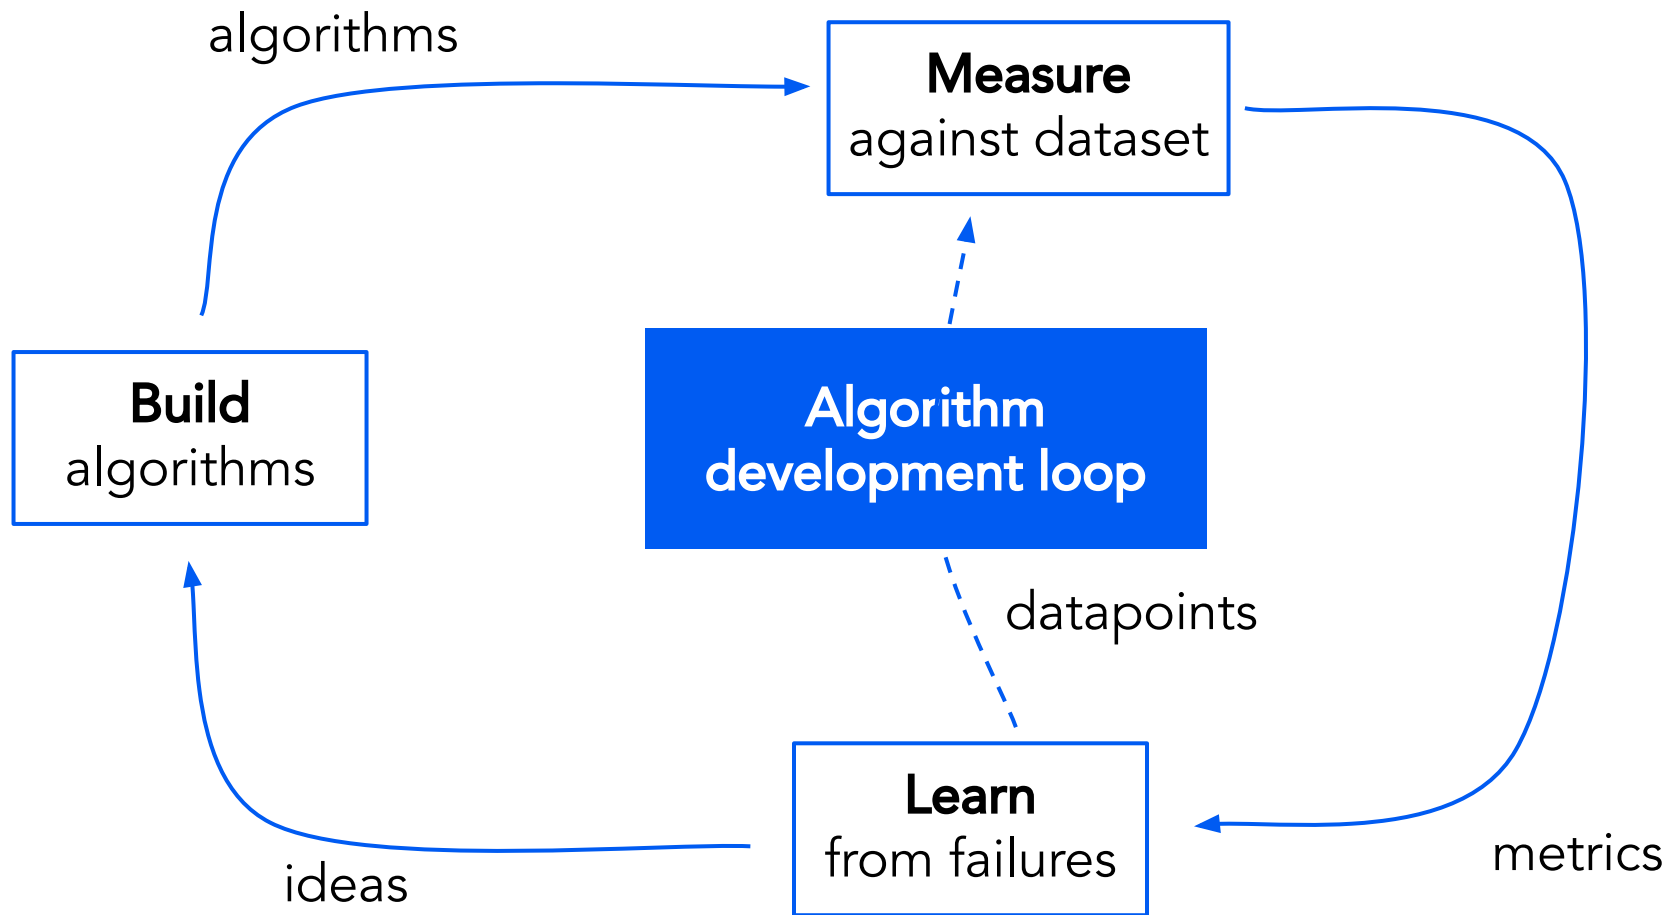 algorithms
Measure
against dataset
Build
algorithms
Algorithm
development loop
datapoints
Learn
from failures
metrics
ideas